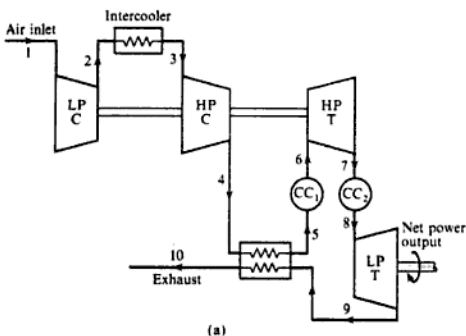 Intercooler
Air inlet
1
2
3
LP
C
HP
C
HP
T
4
6
7
CC1
CC2
5
8
Net power
output
LP
T
10
Exhaust
9
(a)